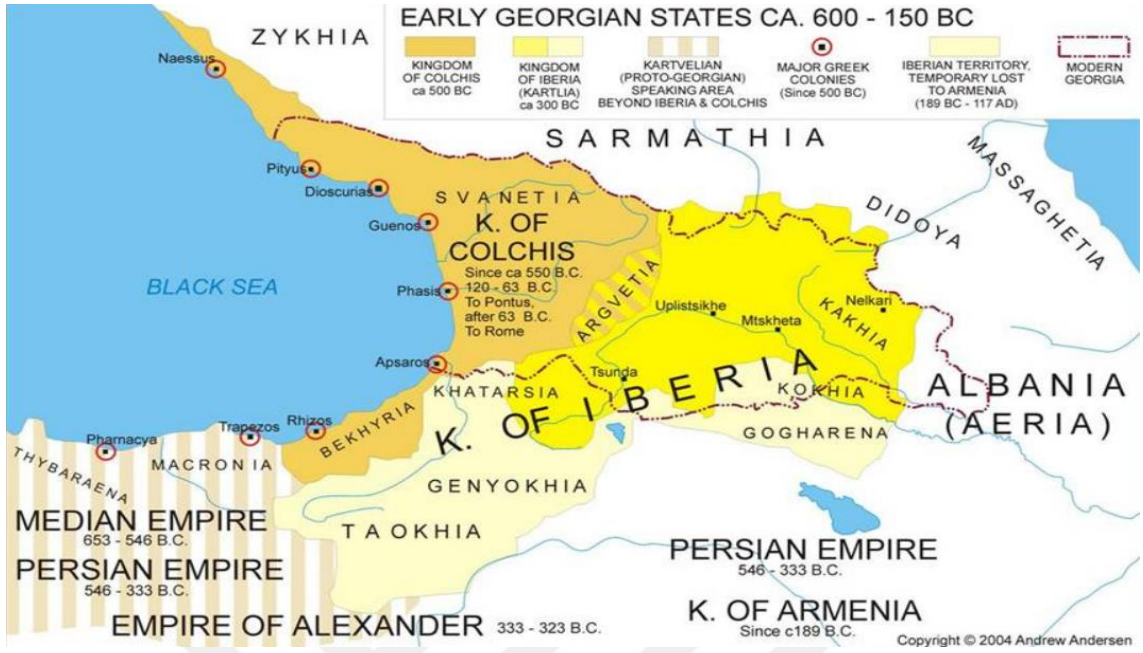 EARLY GEORGIAN STATES CA. 600 - 150 BC
KINGDOM
OF COLCHIS
ca 500 BC
KINGDOM
OF IBERIA
(KARTLIA)
ca 300 BC
KARTVELIAN
(PROTO-GEORGIAN)
SPEAKING AREA
BEYOND IBERIA & COLCHIS
MAJOR GREEK
COLONIES
(Since 500 BC)
IBERIAN TERRITORY,
TEMPORARY LOST
TO ARMENIA
(189 BC - 117 AD)
MODERN
GEORGIA
ZYKHIA
Naessus
SARMATHIA
MASSAGHETIA
Pityus
Dioscurias
SVANETIA
DIDOYA
Guenos
K. OF
COLCHIS
Since ca 550 B.C.
120 - 63 B.C.
To Pontus,
after 63 B.C.
To Rome
BLACK SEA
Phasis
ARGVETIA
Uplistsikhe
Mtskheta
Nelkari
KAKHIA
Apsaros
Tsunda
KHATARSIA
K. OF IBERIA
KOKHIA
ALBANIA
(AERIA)
Pharnacya
Trapezos
Rhizos
BEKHYRIA
GOGHARENA
THYBARAENA
MACRONIA
GENYOKHIA
TAOKHIA
MEDIAN EMPIRE
653 - 546 B.C.
PERSIAN EMPIRE
546 - 333 B.C.
PERSIAN EMPIRE
546 - 333 B.C.
EMPIRE OF ALEXANDER 333 - 323 B.C.
K. OF ARMENIA
Since c189 B.C.
Copyright © 2004 Andrew Andersen